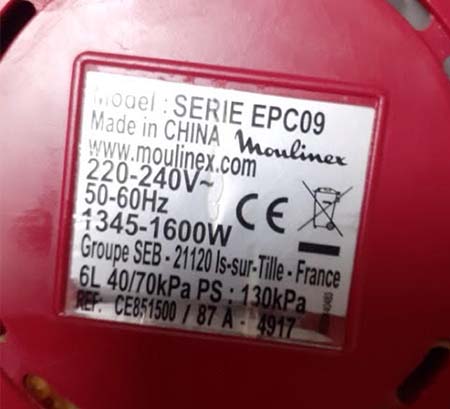 Model : SERIE EPC09
Made in CHINA Moulinex
www.moulinex.com
220-240V~
50-60Hz
CE
1345-1600W
Groupe SEB - 21120 Is-sur-Tille - France
6L 40/70kPa PS : 130kPa
REF: CE851500 / 87 A - 4917